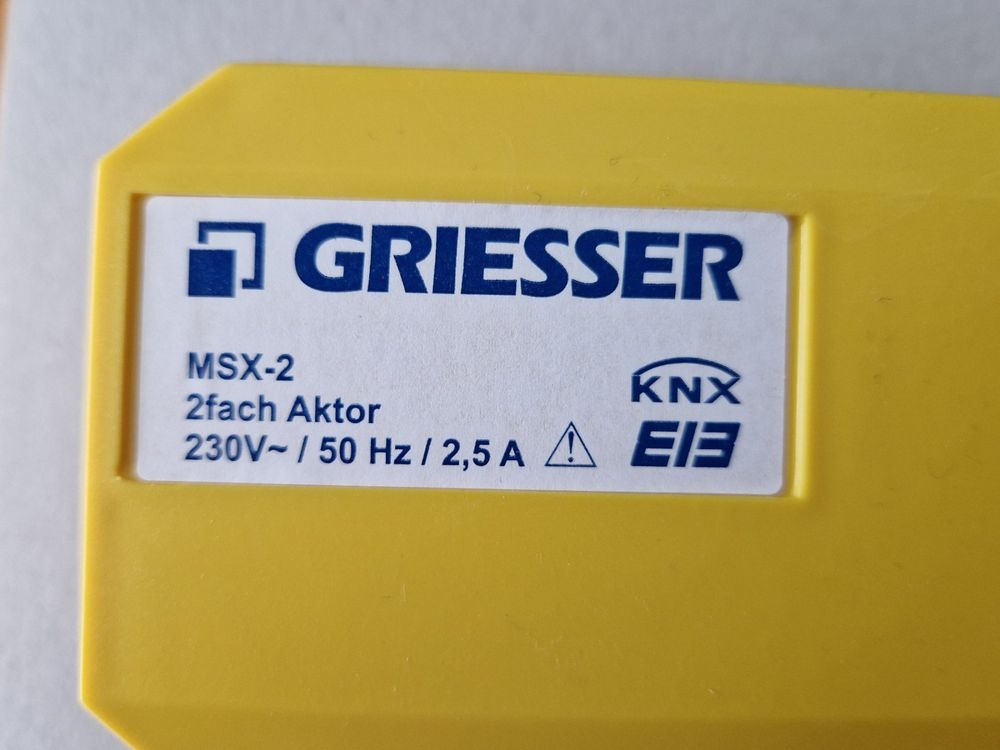 GRIESSER
MSX-2
2fach Aktor
230V~ / 50 Hz / 2,5 A
KNX
EIB